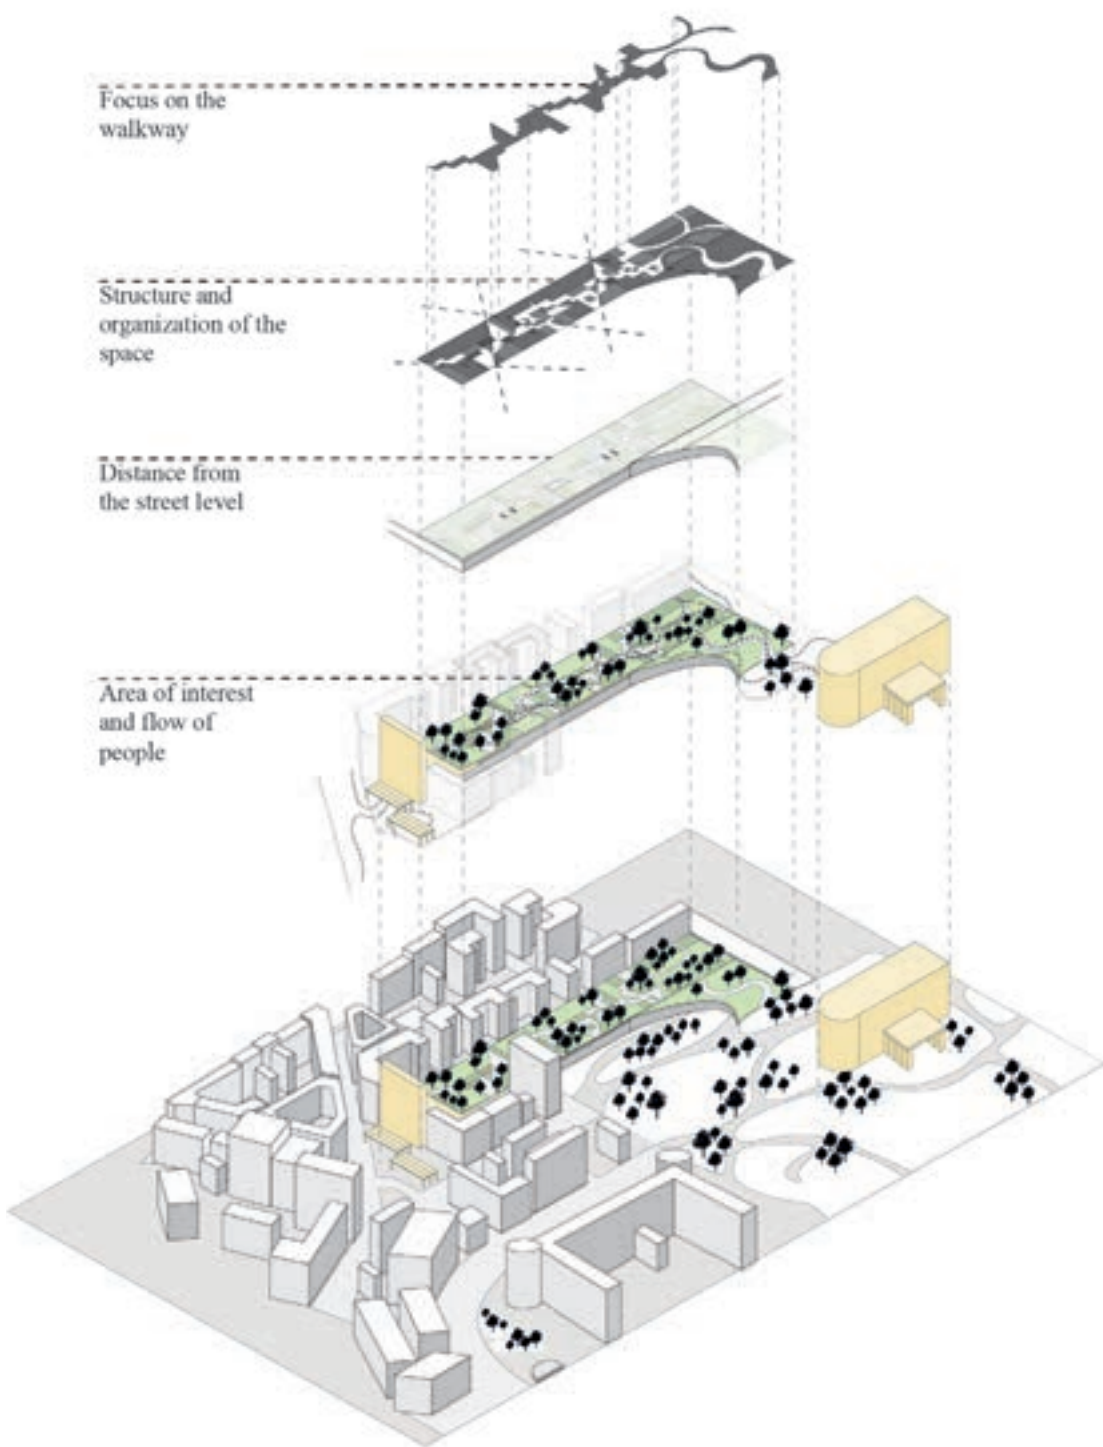 Focus on the
walkway
Structure and
organization of the
space
Distance from
the street level
Area of interest
and flow of
people